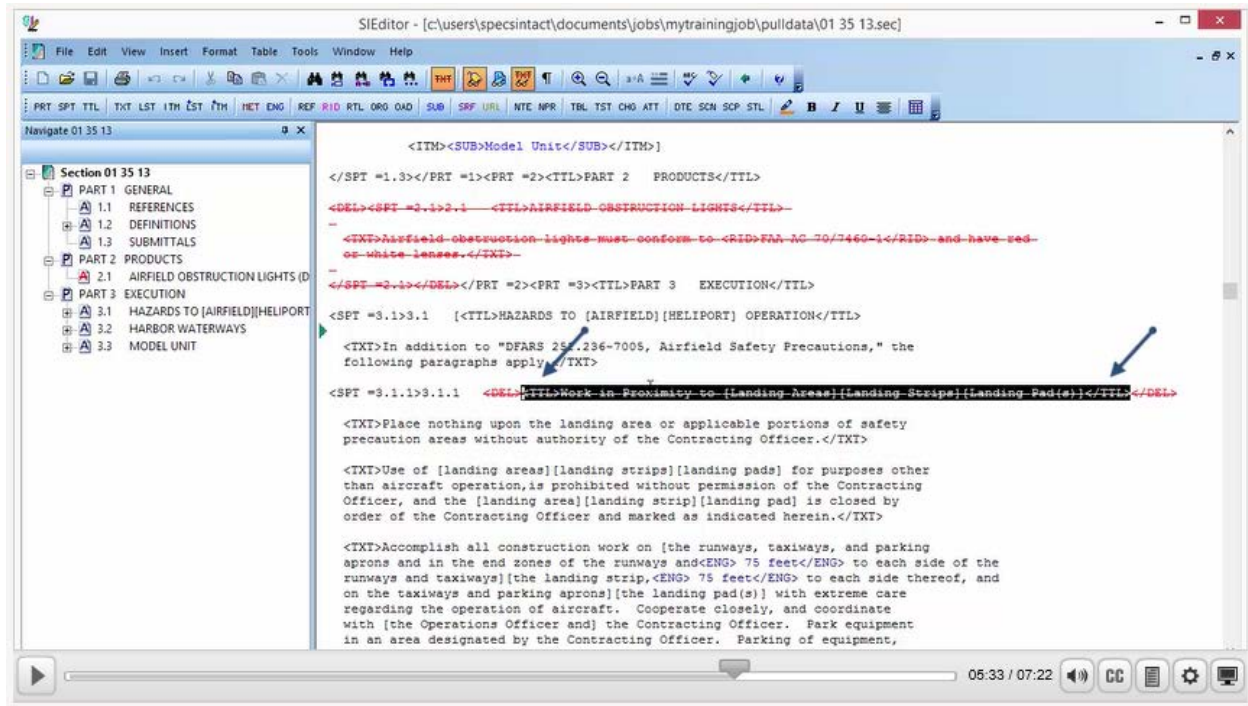 SIEditor - [c:\users\specsintact\documents\jobs\mytrainingjob\pulldata\01 35 13.sec]
File Edit View Insert Format Table Tools Window Help
PRT SPT TTL TXT LST ITM LST ITM MET ENG REF RID RTL ORG OAD SUB SRF URL NTE NPR TBL TST CHG ATT DTE SCN SCP STL B I U
Navigate 01 35 13
Section 01 35 13
PART 1 GENERAL
1.1 REFERENCES
1.2 DEFINITIONS
1.3 SUBMITTALS
PART 2 PRODUCTS
2.1 AIRFIELD OBSTRUCTION LIGHTS (D
PART 3 EXECUTION
3.1 HAZARDS TO [AIRFIELD][HELIPORT
3.2 HARBOR WATERWAYS
3.3 MODEL UNIT
<ITM><SUB>Model Unit</SUB></ITM>]
</SPT =1.3></PRT =1><PRT =2><TTL>PART 2 PRODUCTS</TTL>
<DEL><SPT =2.1>2.1 <TTL>AIRFIELD OBSTRUCTION LIGHTS</TTL>
<TXT>Airfield obstruction lights must conform to <RID>FAA AC 70/7460-1</RID> and have red
or white lenses.</TXT>
</SPT =2.1></DEL></PRT =2><PRT =3><TTL>PART 3 EXECUTION</TTL>
<SPT =3.1>3.1 [<TTL>HAZARDS TO [AIRFIELD][HELIPORT] OPERATION</TTL>
<TXT>In addition to "DFARS 252.236-7005, Airfield Safety Precautions," the
following paragraphs apply.</TXT>
<SPT =3.1.1>3.1.1 <DEL><TTL>Work in Proximity to [Landing Areas][Landing Strips][Landing Pad(s)]</TTL></DEL>
<TXT>Place nothing upon the landing area or applicable portions of safety
precaution areas without authority of the Contracting Officer.</TXT>
<TXT>Use of [landing areas][landing strips][landing pads] for purposes other
than aircraft operation,is prohibited without permission of the Contracting
Officer, and the [landing area][landing strip][landing pad] is closed by
order of the Contracting Officer and marked as indicated herein.</TXT>
<TXT>Accomplish all construction work on [the runways, taxiways, and parking
aprons and in the end zones of the runways and<ENG> 75 feet</ENG> to each side of the
runways and taxiways][the landing strip,<ENG> 75 feet</ENG> to each side thereof, and
on the taxiways and parking aprons][the landing pad(s)] with extreme care
regarding the operation of aircraft. Cooperate closely, and coordinate
with [the Operations Officer and] the Contracting Officer. Park equipment
in an area designated by the Contracting Officer. Parking of equipment,
05:33 / 07:22 CC